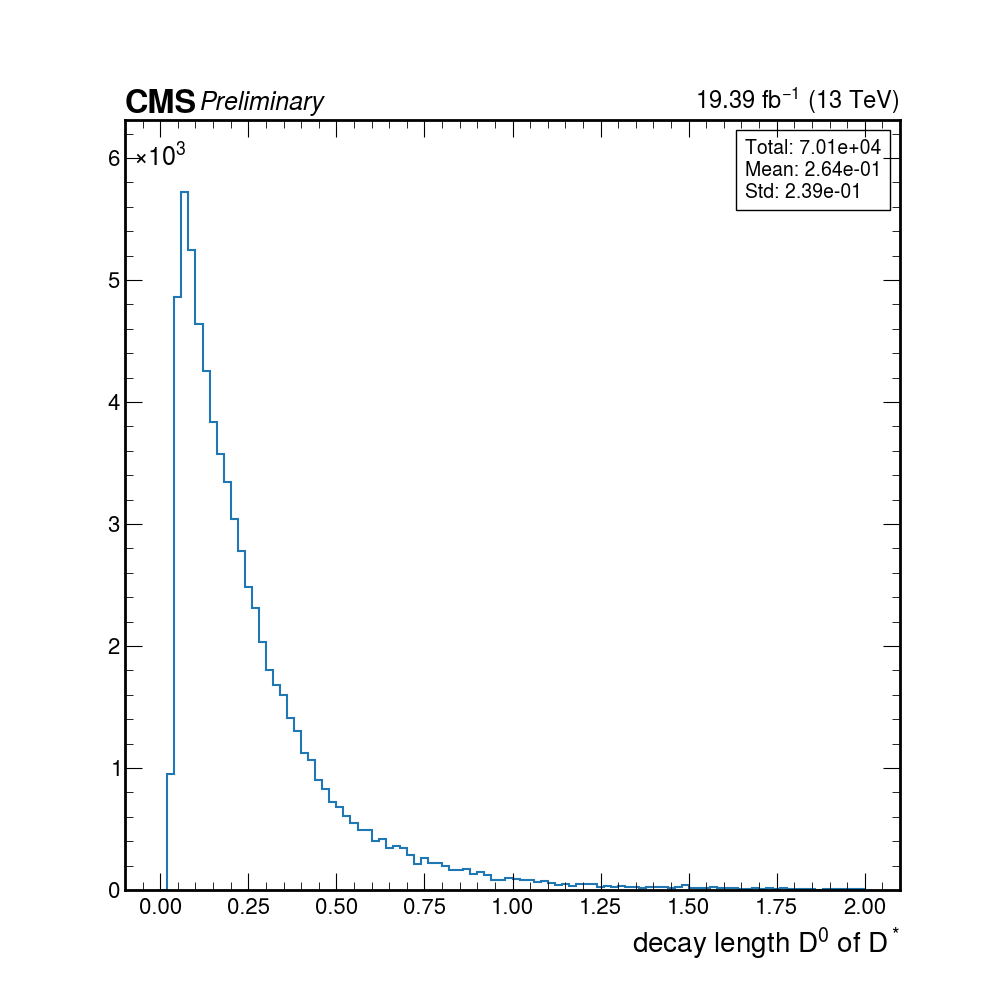 CMS Preliminary
19.39 fb⁻¹ (13 TeV)
×10³
Total: 7.01e+04
Mean: 2.64e-01
Std: 2.39e-01
6
5
4
3
2
1
0
0.00 0.25 0.50 0.75 1.00 1.25 1.50 1.75 2.00
decay length D⁰ of D*